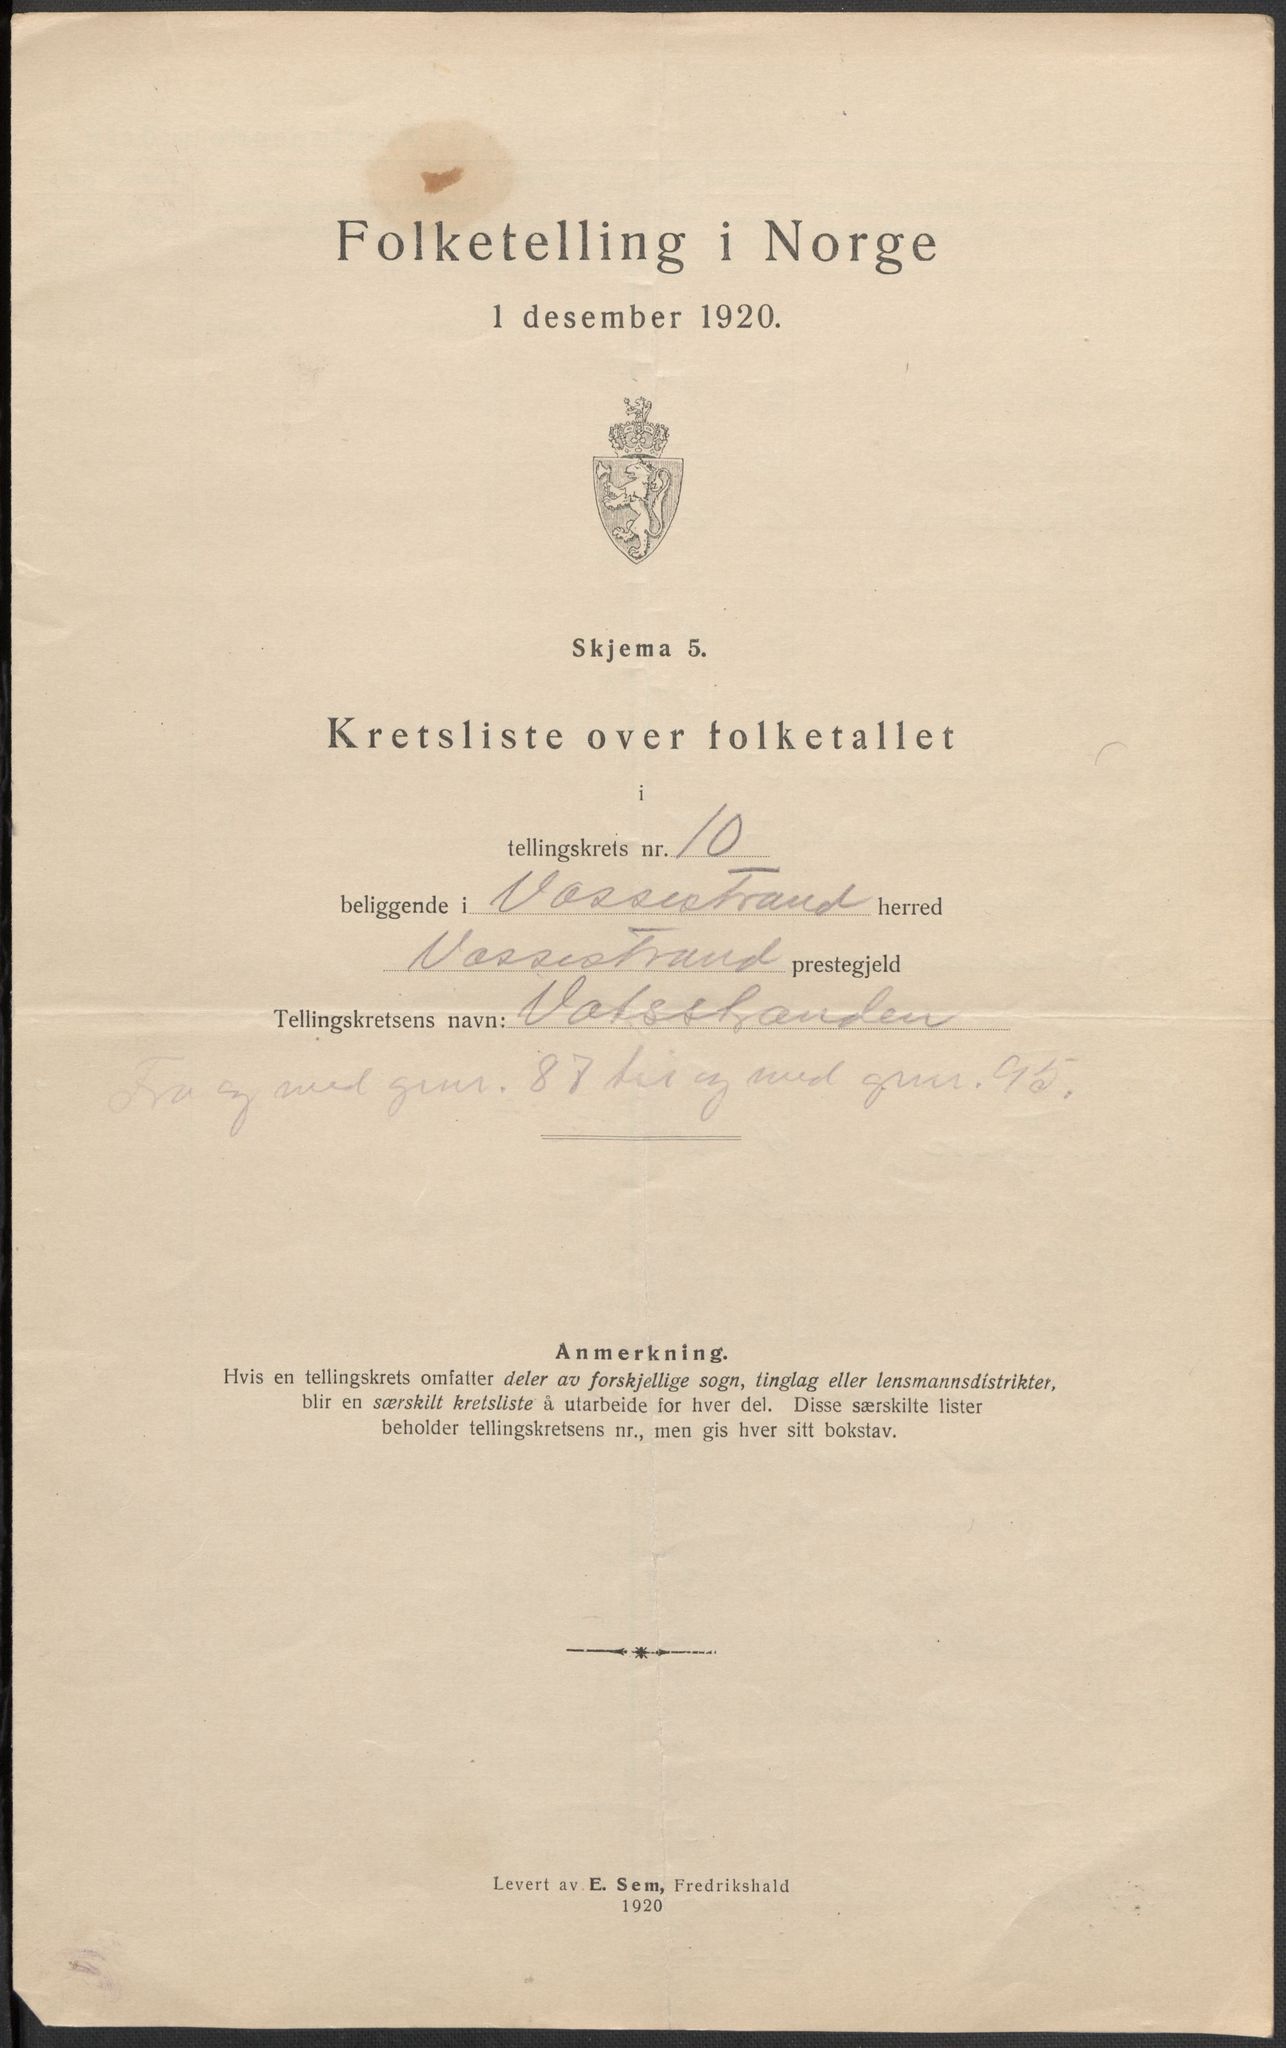 Folketelling i Norge
1 desember 1920.
Skjema 5.
Kretsliste over folketallet
i
tellingskrets nr. 10
beliggende i Vossestrand herred
Vossestrand prestegjeld
Tellingskretsens navn: Vatsstranden
Fra og med gnr. 87 til og med gnr. 95.
Anmerkning.
Hvis en tellingskrets omfatter deler av forskjellige sogn, tinglag eller lensmannsdistrikter,
blir en særskilt kretsliste å utarbeide for hver del. Disse særskilte lister
beholder tellingskretsens nr., men gis hver sitt bokstav.
Levert av E. Sem, Fredrikshald
1920